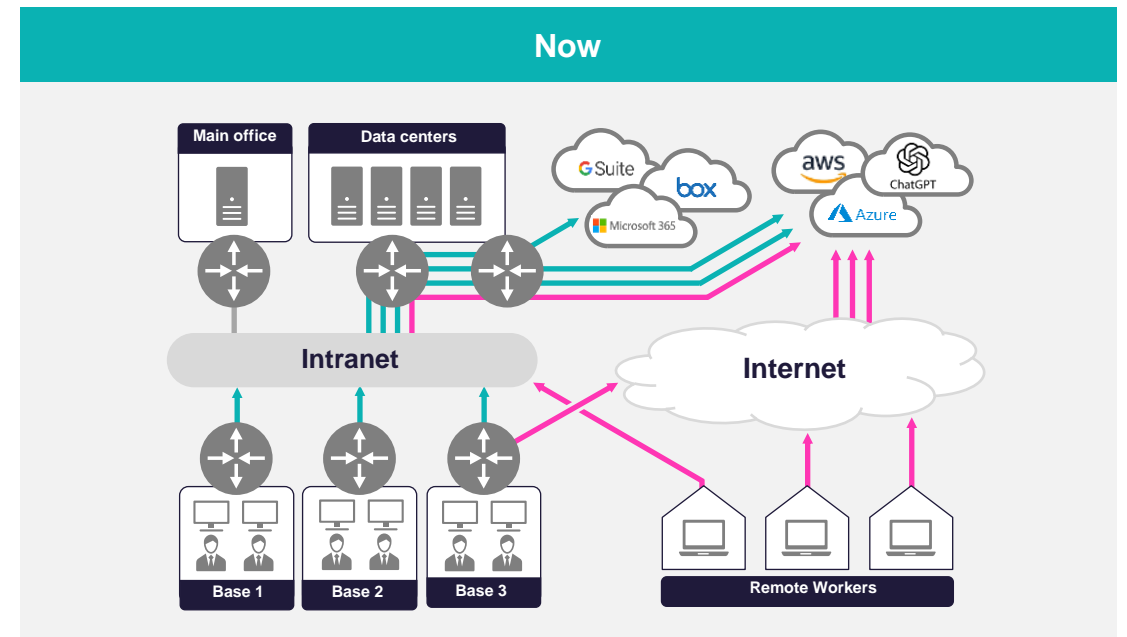 Now
Main office
Data centers
G Suite
box
Microsoft 365
aws
ChatGPT
Azure
Intranet
Internet
Base 1
Base 2
Base 3
Remote Workers